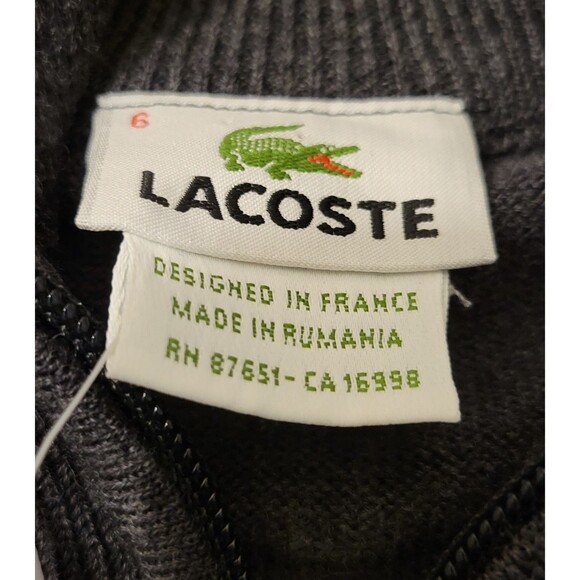 6
LACOSTE
DESIGNED IN FRANCE
MADE IN RUMANIA
RN 87651-CA 16998